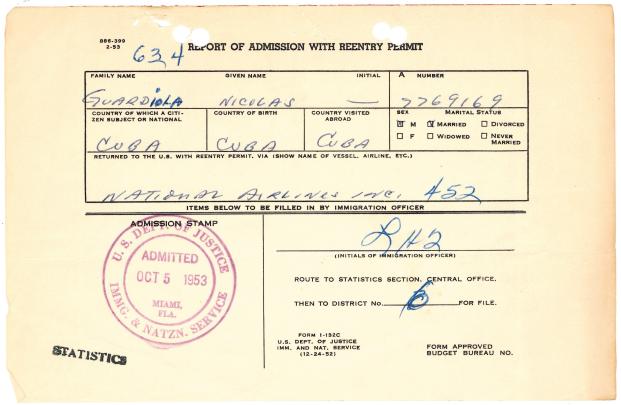 886-399
2-53
634
REPORT OF ADMISSION WITH REENTRY PERMIT
FAMILY NAME GIVEN NAME INITIAL A NUMBER
GUARDIOLA NICOLAS — 7769169
COUNTRY OF WHICH A CITI-
ZEN SUBJECT OR NATIONAL
COUNTRY OF BIRTH
COUNTRY VISITED
ABROAD
SEX MARITAL STATUS
M MARRIED DIVORCED
F WIDOWED NEVER
MARRIED
CUBA CUBA CUBA
RETURNED TO THE U.S. WITH REENTRY PERMIT, VIA (SHOW NAME OF VESSEL, AIRLINE, ETC.)
NATIONAL AIRLINES INC. 452
ITEMS BELOW TO BE FILLED IN BY IMMIGRATION OFFICER
ADMISSION STAMP
U. S. DEPT. OF JUSTICE
ADMITTED
OCT 5 1953
MIAMI,
FLA.
IMMG. & NATZN. SERVICE
(INITIALS OF IMMIGRATION OFFICER)
ROUTE TO STATISTICS SECTION, CENTRAL OFFICE.
THEN TO DISTRICT No. 6 FOR FILE.
FORM I-132C
U.S. DEPT. OF JUSTICE
IMM. AND NAT. SERVICE
(12-24-52)
FORM APPROVED
BUDGET BUREAU NO.
STATISTICS